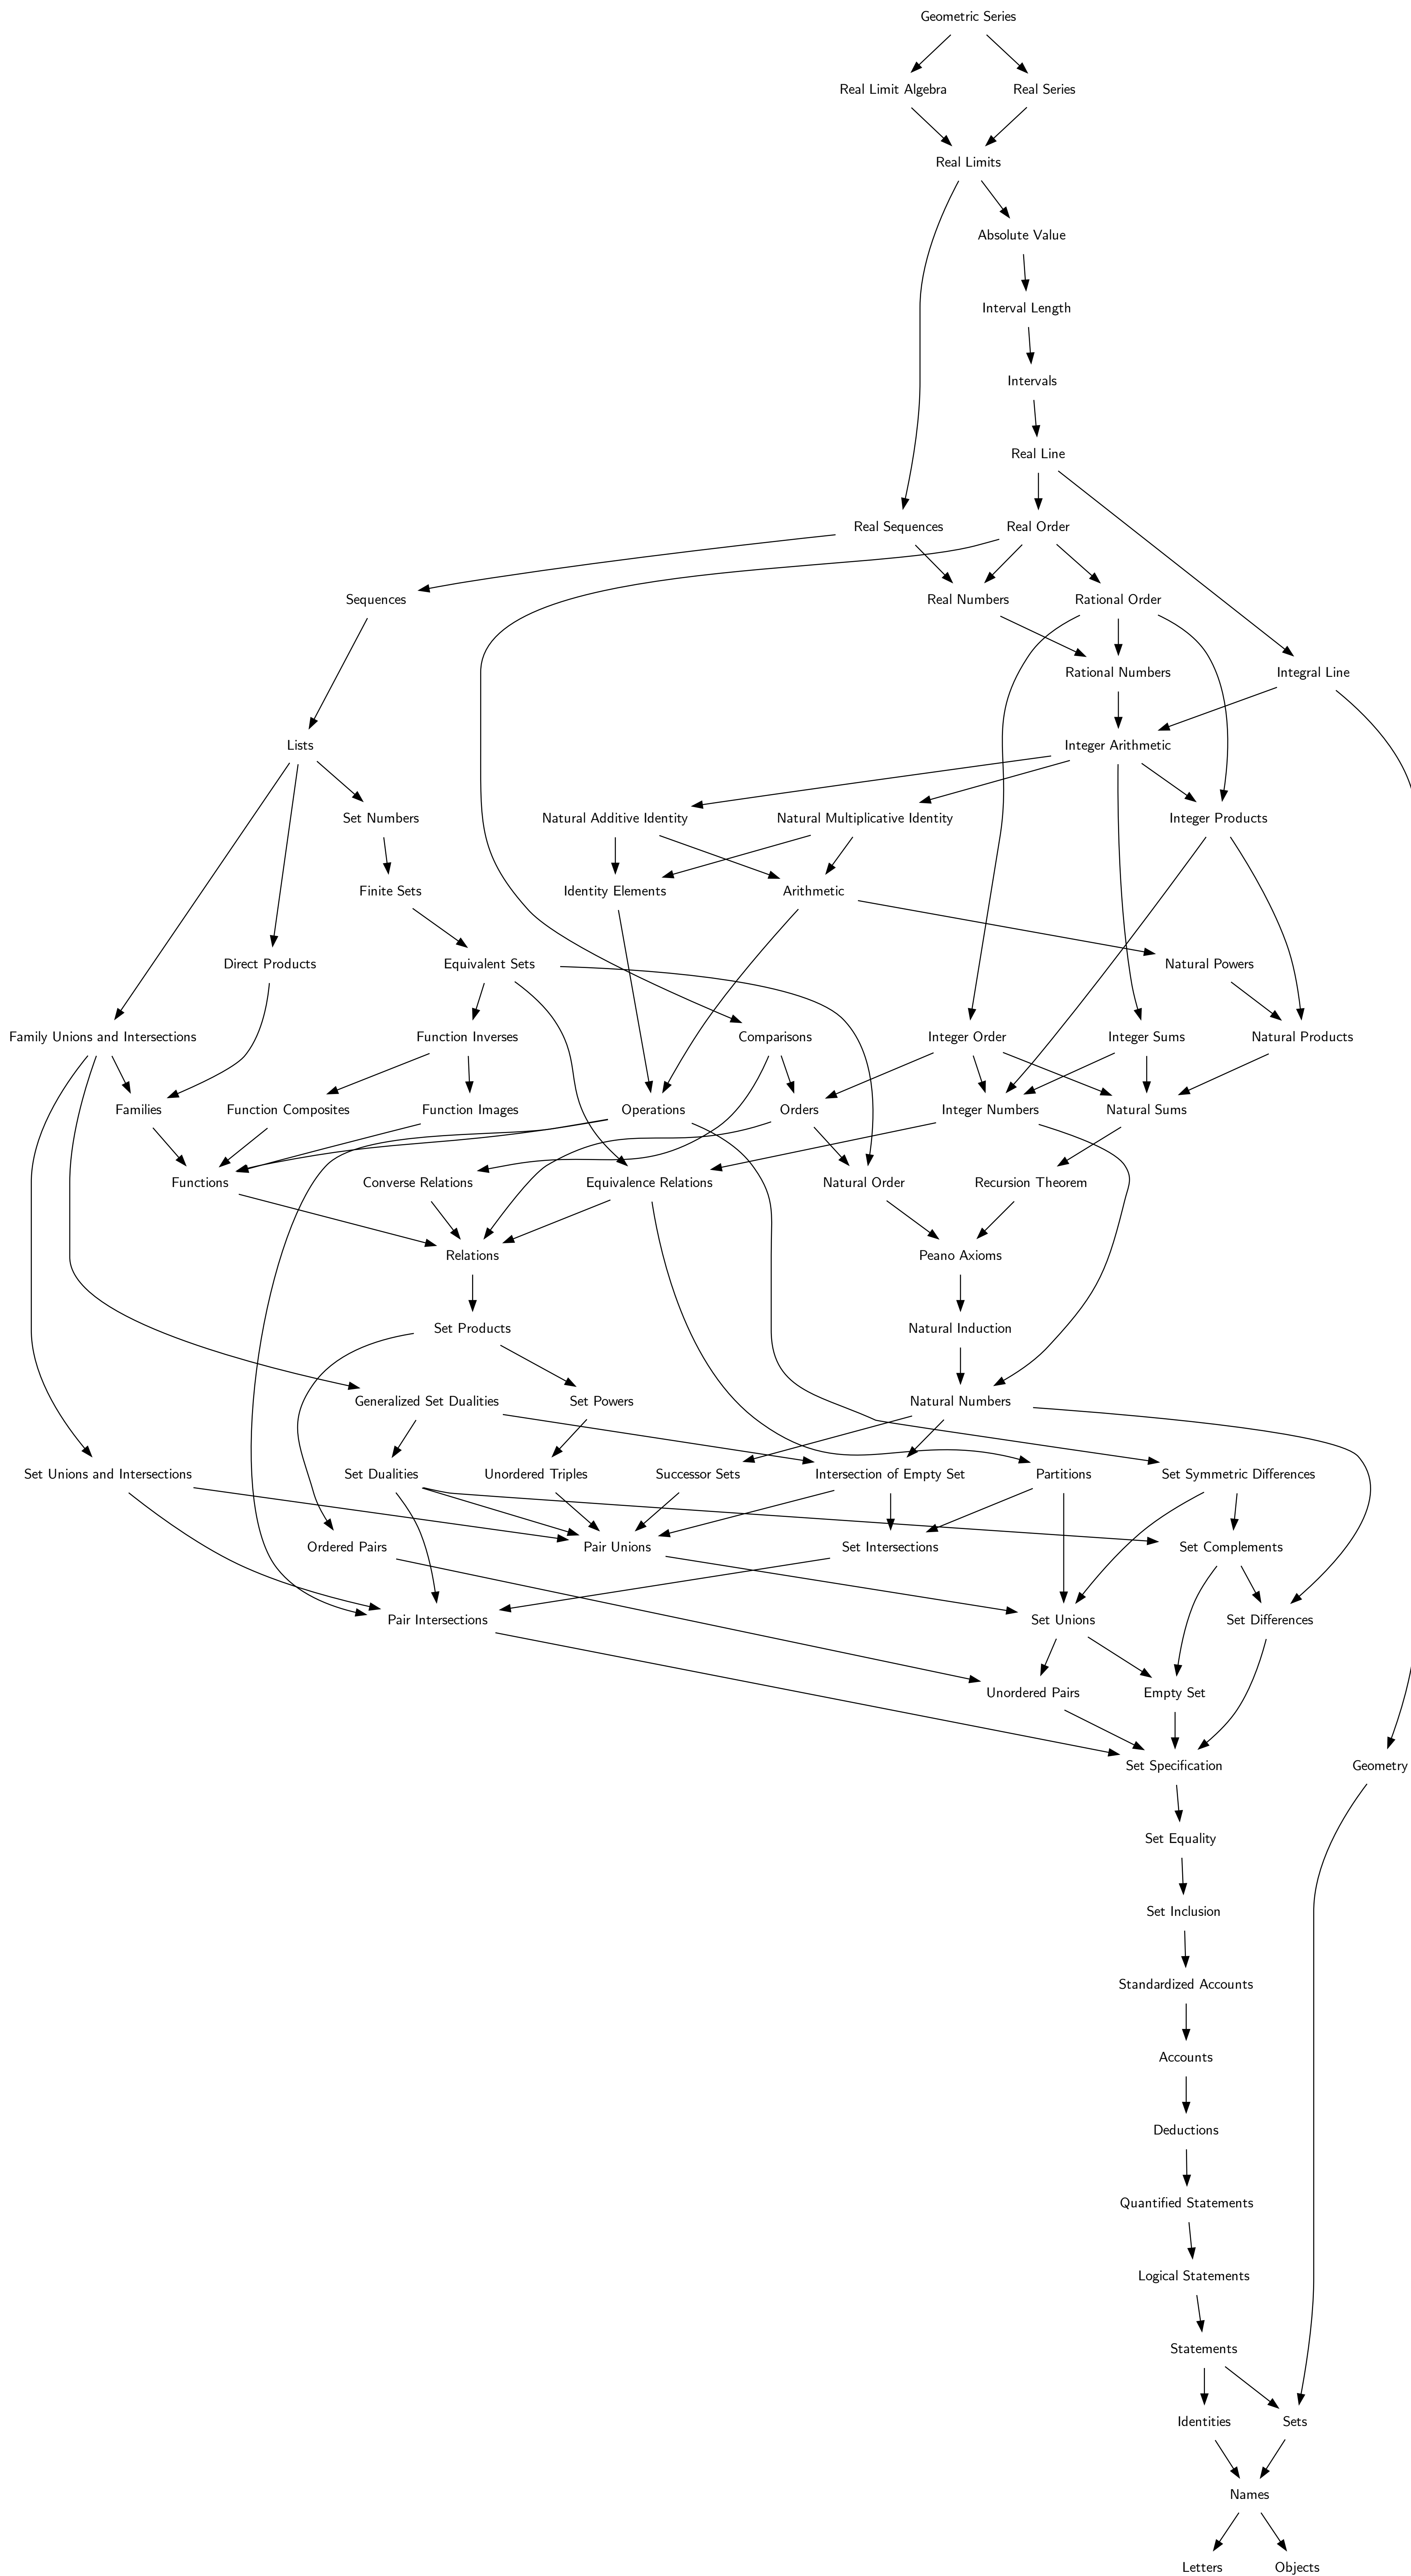 Geometric Series
Real Limit Algebra
Real Series
Real Limits
Absolute Value
Interval Length
Intervals
Real Line
Real Sequences
Real Order
Sequences
Real Numbers
Rational Order
Rational Numbers
Integral Line
Lists
Integer Arithmetic
Set Numbers
Natural Additive Identity
Natural Multiplicative Identity
Integer Products
Finite Sets
Identity Elements
Arithmetic
Direct Products
Equivalent Sets
Natural Powers
Family Unions and Intersections
Function Inverses
Comparisons
Integer Order
Integer Sums
Natural Products
Families
Function Composites
Function Images
Operations
Orders
Integer Numbers
Natural Sums
Functions
Converse Relations
Equivalence Relations
Natural Order
Recursion Theorem
Relations
Peano Axioms
Set Products
Natural Induction
Generalized Set Dualities
Set Powers
Natural Numbers
Set Unions and Intersections
Set Dualities
Unordered Triples
Successor Sets
Intersection of Empty Set
Partitions
Set Symmetric Differences
Ordered Pairs
Pair Unions
Set Intersections
Set Complements
Pair Intersections
Set Unions
Set Differences
Unordered Pairs
Empty Set
Set Specification
Geometry
Set Equality
Set Inclusion
Standardized Accounts
Accounts
Deductions
Quantified Statements
Logical Statements
Statements
Identities
Sets
Names
Letters
Objects